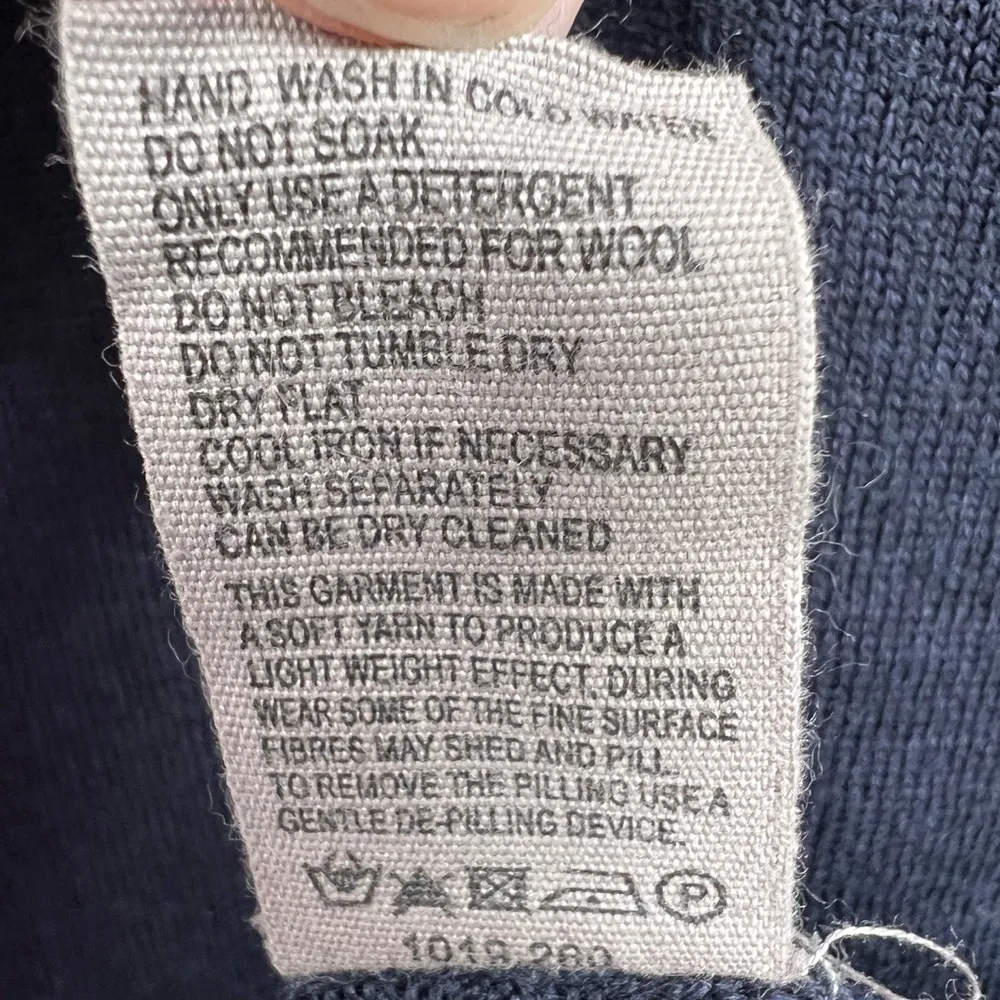 HAND WASH IN COLD WATER
DO NOT SOAK
ONLY USE A DETERGENT
RECOMMENDED FOR WOOL
DO NOT BLEACH
DO NOT TUMBLE DRY
DRY FLAT
COOL IRON IF NECESSARY
WASH SEPARATELY
CAN BE DRY CLEANED
THIS GARMENT IS MADE WITH
A SOFT YARN TO PRODUCE A
LIGHT WEIGHT EFFECT. DURING
WEAR SOME OF THE FINE SURFACE
FIBRES MAY SHED AND PILL.
TO REMOVE THE PILLING USE A
GENTLE DE-PILLING DEVICE.
P